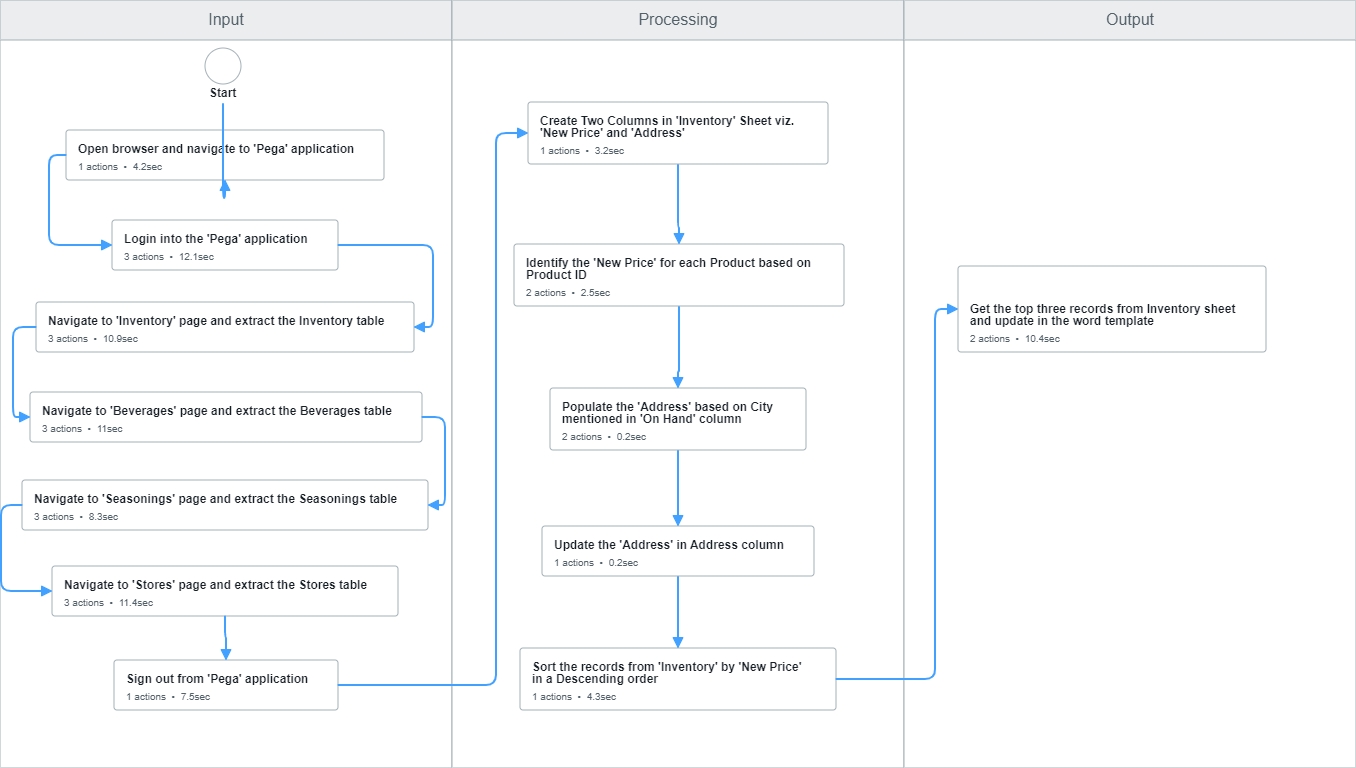 Input
Processing
Output
Start
Open browser and navigate to 'Pega' application
1 actions • 4.2sec
Login into the 'Pega' application
3 actions • 12.1sec
Navigate to 'Inventory' page and extract the Inventory table
3 actions • 10.9sec
Navigate to 'Beverages' page and extract the Beverages table
3 actions • 11sec
Navigate to 'Seasonings' page and extract the Seasonings table
3 actions • 8.3sec
Navigate to 'Stores' page and extract the Stores table
3 actions • 11.4sec
Sign out from 'Pega' application
1 actions • 7.5sec
Create Two Columns in 'Inventory' Sheet viz.
'New Price' and 'Address'
1 actions • 3.2sec
Identify the 'New Price' for each Product based on
Product ID
2 actions • 2.5sec
Populate the 'Address' based on City
mentioned in 'On Hand' column
2 actions • 0.2sec
Update the 'Address' in Address column
1 actions • 0.2sec
Sort the records from 'Inventory' by 'New Price'
in a Descending order
1 actions • 4.3sec
Get the top three records from Inventory sheet
and update in the word template
2 actions • 10.4sec